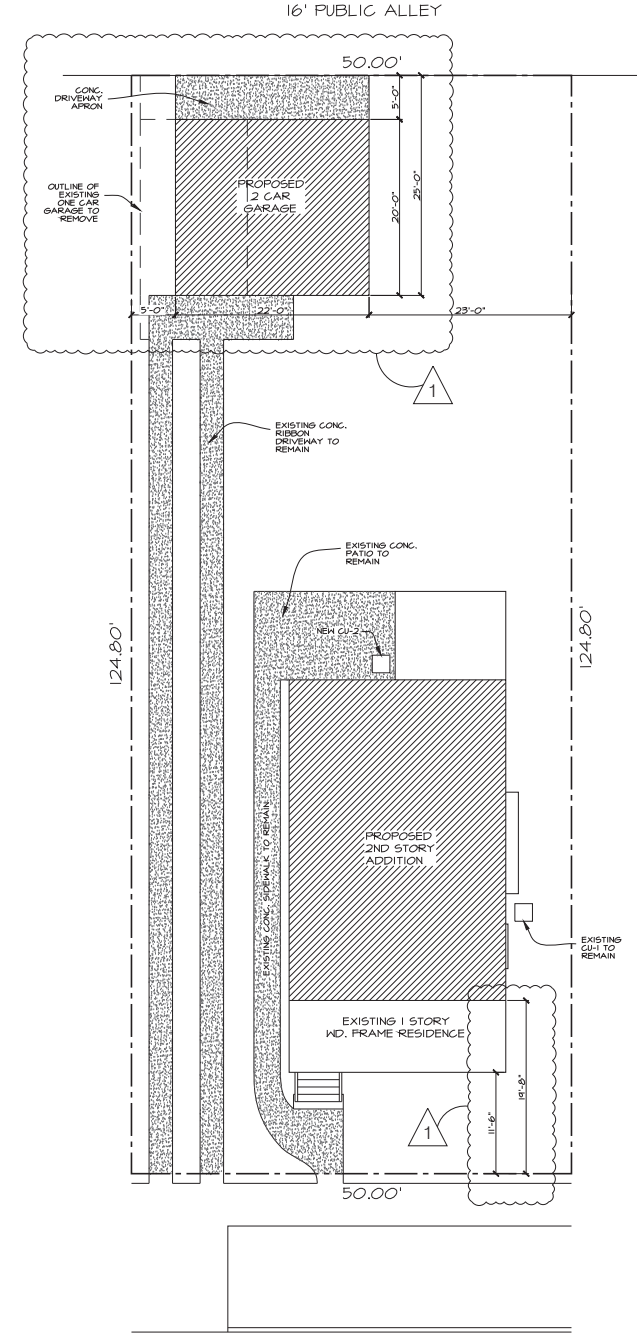 16' PUBLIC ALLEY
50.00'
CONC.
DRIVEWAY
APRON
5'-0"
25'-0"
20'-0"
OUTLINE OF
EXISTING
ONE CAR
GARAGE TO
REMOVE
PROPOSED
2 CAR
GARAGE
5'-0"
22'-0"
23'-0"
1
EXISTING CONC.
RIBBON
DRIVEWAY TO
REMAIN
EXISTING CONC.
PATIO TO
REMAIN
NEW CU-2
124.80'
124.80'
EXISTING CONC. SIDEWALK TO REMAIN
PROPOSED
2ND STORY
ADDITION
EXISTING
CU-1 TO
REMAIN
EXISTING 1 STORY
WD. FRAME RESIDENCE
19'-8"
11'-6"
1
50.00'